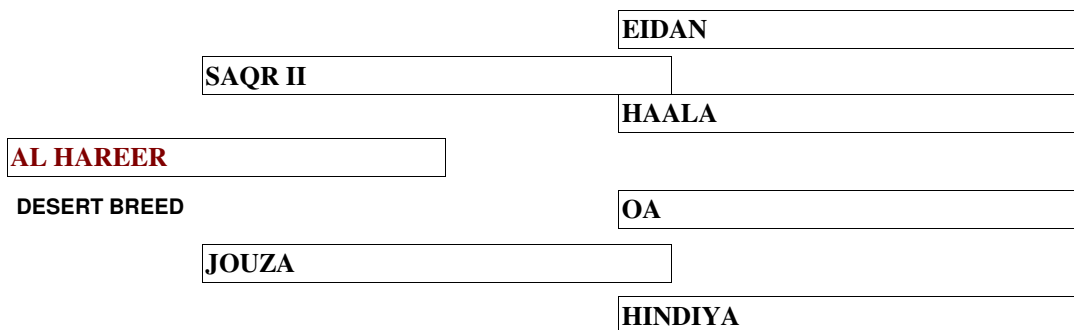 EIDAN
SAQR II
HAALA
AL HAREER
DESERT BREED
OA
JOUZA
HINDIYA